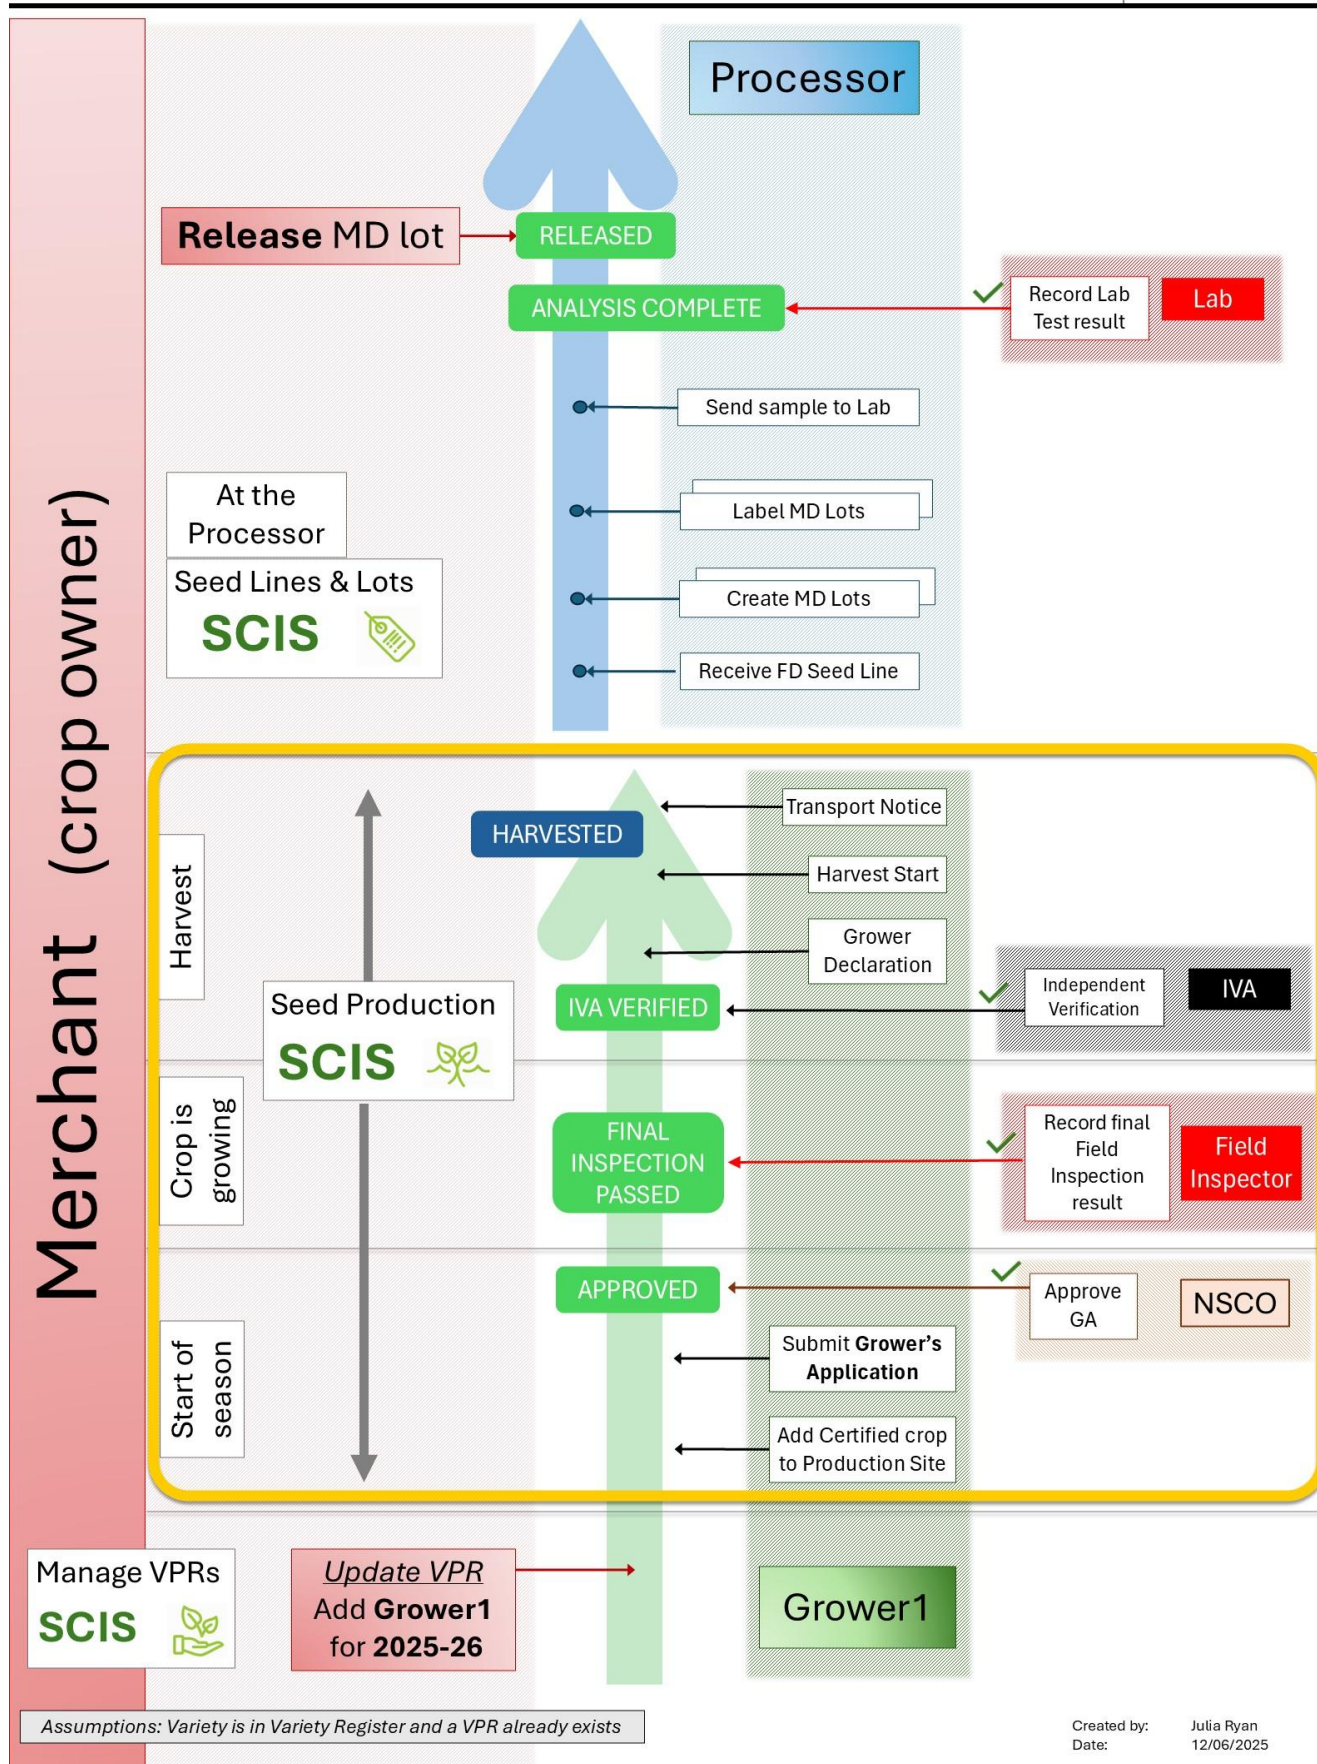 Processor
Release MD lot
RELEASED
ANALYSIS COMPLETE
Record Lab
Test result
Lab
Send sample to Lab
Label MD Lots
Create MD Lots
Receive FD Seed Line
At the
Processor
Seed Lines & Lots
SCIS
Merchant (crop owner)
Transport Notice
HARVESTED
Harvest Start
Harvest
Grower
Declaration
Independent
Verification
IVA
IVA VERIFIED
Seed Production
SCIS
Crop is
growing
FINAL
INSPECTION
PASSED
Record final
Field
Inspection
result
Field
Inspector
APPROVED
Approve
GA
NSCO
Start of
season
Submit Grower's
Application
Add Certified crop
to Production Site
Manage VPRs
SCIS
Update VPR
Add Grower1
for 2025-26
Grower1
Assumptions: Variety is in Variety Register and a VPR already exists
Created by: Julia Ryan
Date: 12/06/2025